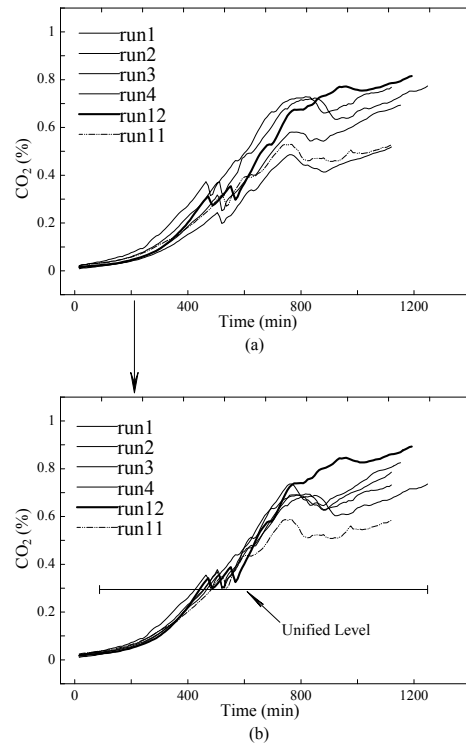 run1
run2
run3
run4
run12
run11
1
0.8
0.6
0.4
0.2
0
CO2 (%)
0 400 800 1200
Time (min)
(a)
run1
run2
run3
run4
run12
run11
1
0.8
0.6
0.4
0.2
0
CO2 (%)
Unified Level
0 400 800 1200
Time (min)
(b)